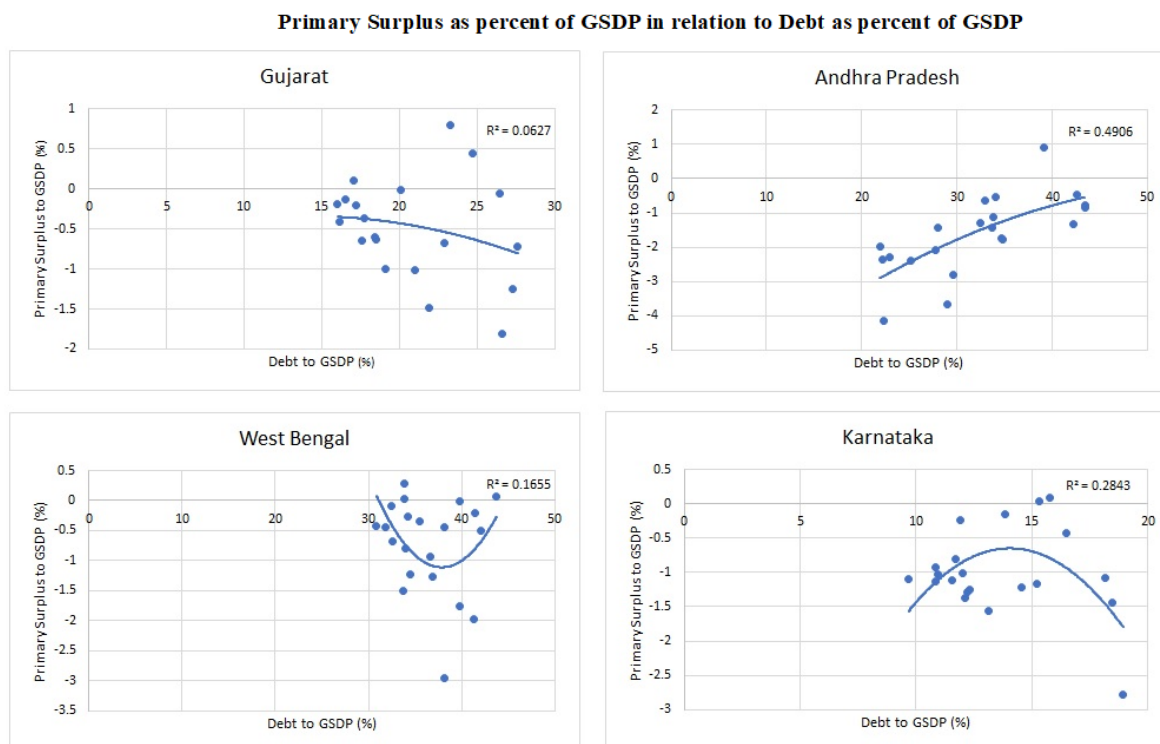 Primary Surplus as percent of GSDP in relation to Debt as percent of GSDP
Gujarat
Primary Surplus to GSDP (%)
1
0.5
0
-0.5
-1
-1.5
-2
0 5 10 15 20 25 30
R² = 0.0627
Debt to GSDP (%)
Andhra Pradesh
Primary Surplus to GSDP (%)
2
1
0
-1
-2
-3
-4
-5
0 10 20 30 40 50
R² = 0.4906
Debt to GSDP (%)
West Bengal
Primary Surplus to GSDP (%)
0.5
0
-0.5
-1
-1.5
-2
-2.5
-3
-3.5
0 10 20 30 40 50
R² = 0.1655
Debt to GSDP (%)
Karnataka
Primary Surplus to GSDP (%)
0.5
0
-0.5
-1
-1.5
-2
-2.5
-3
0 5 10 15 20
R² = 0.2843
Debt to GSDP (%)